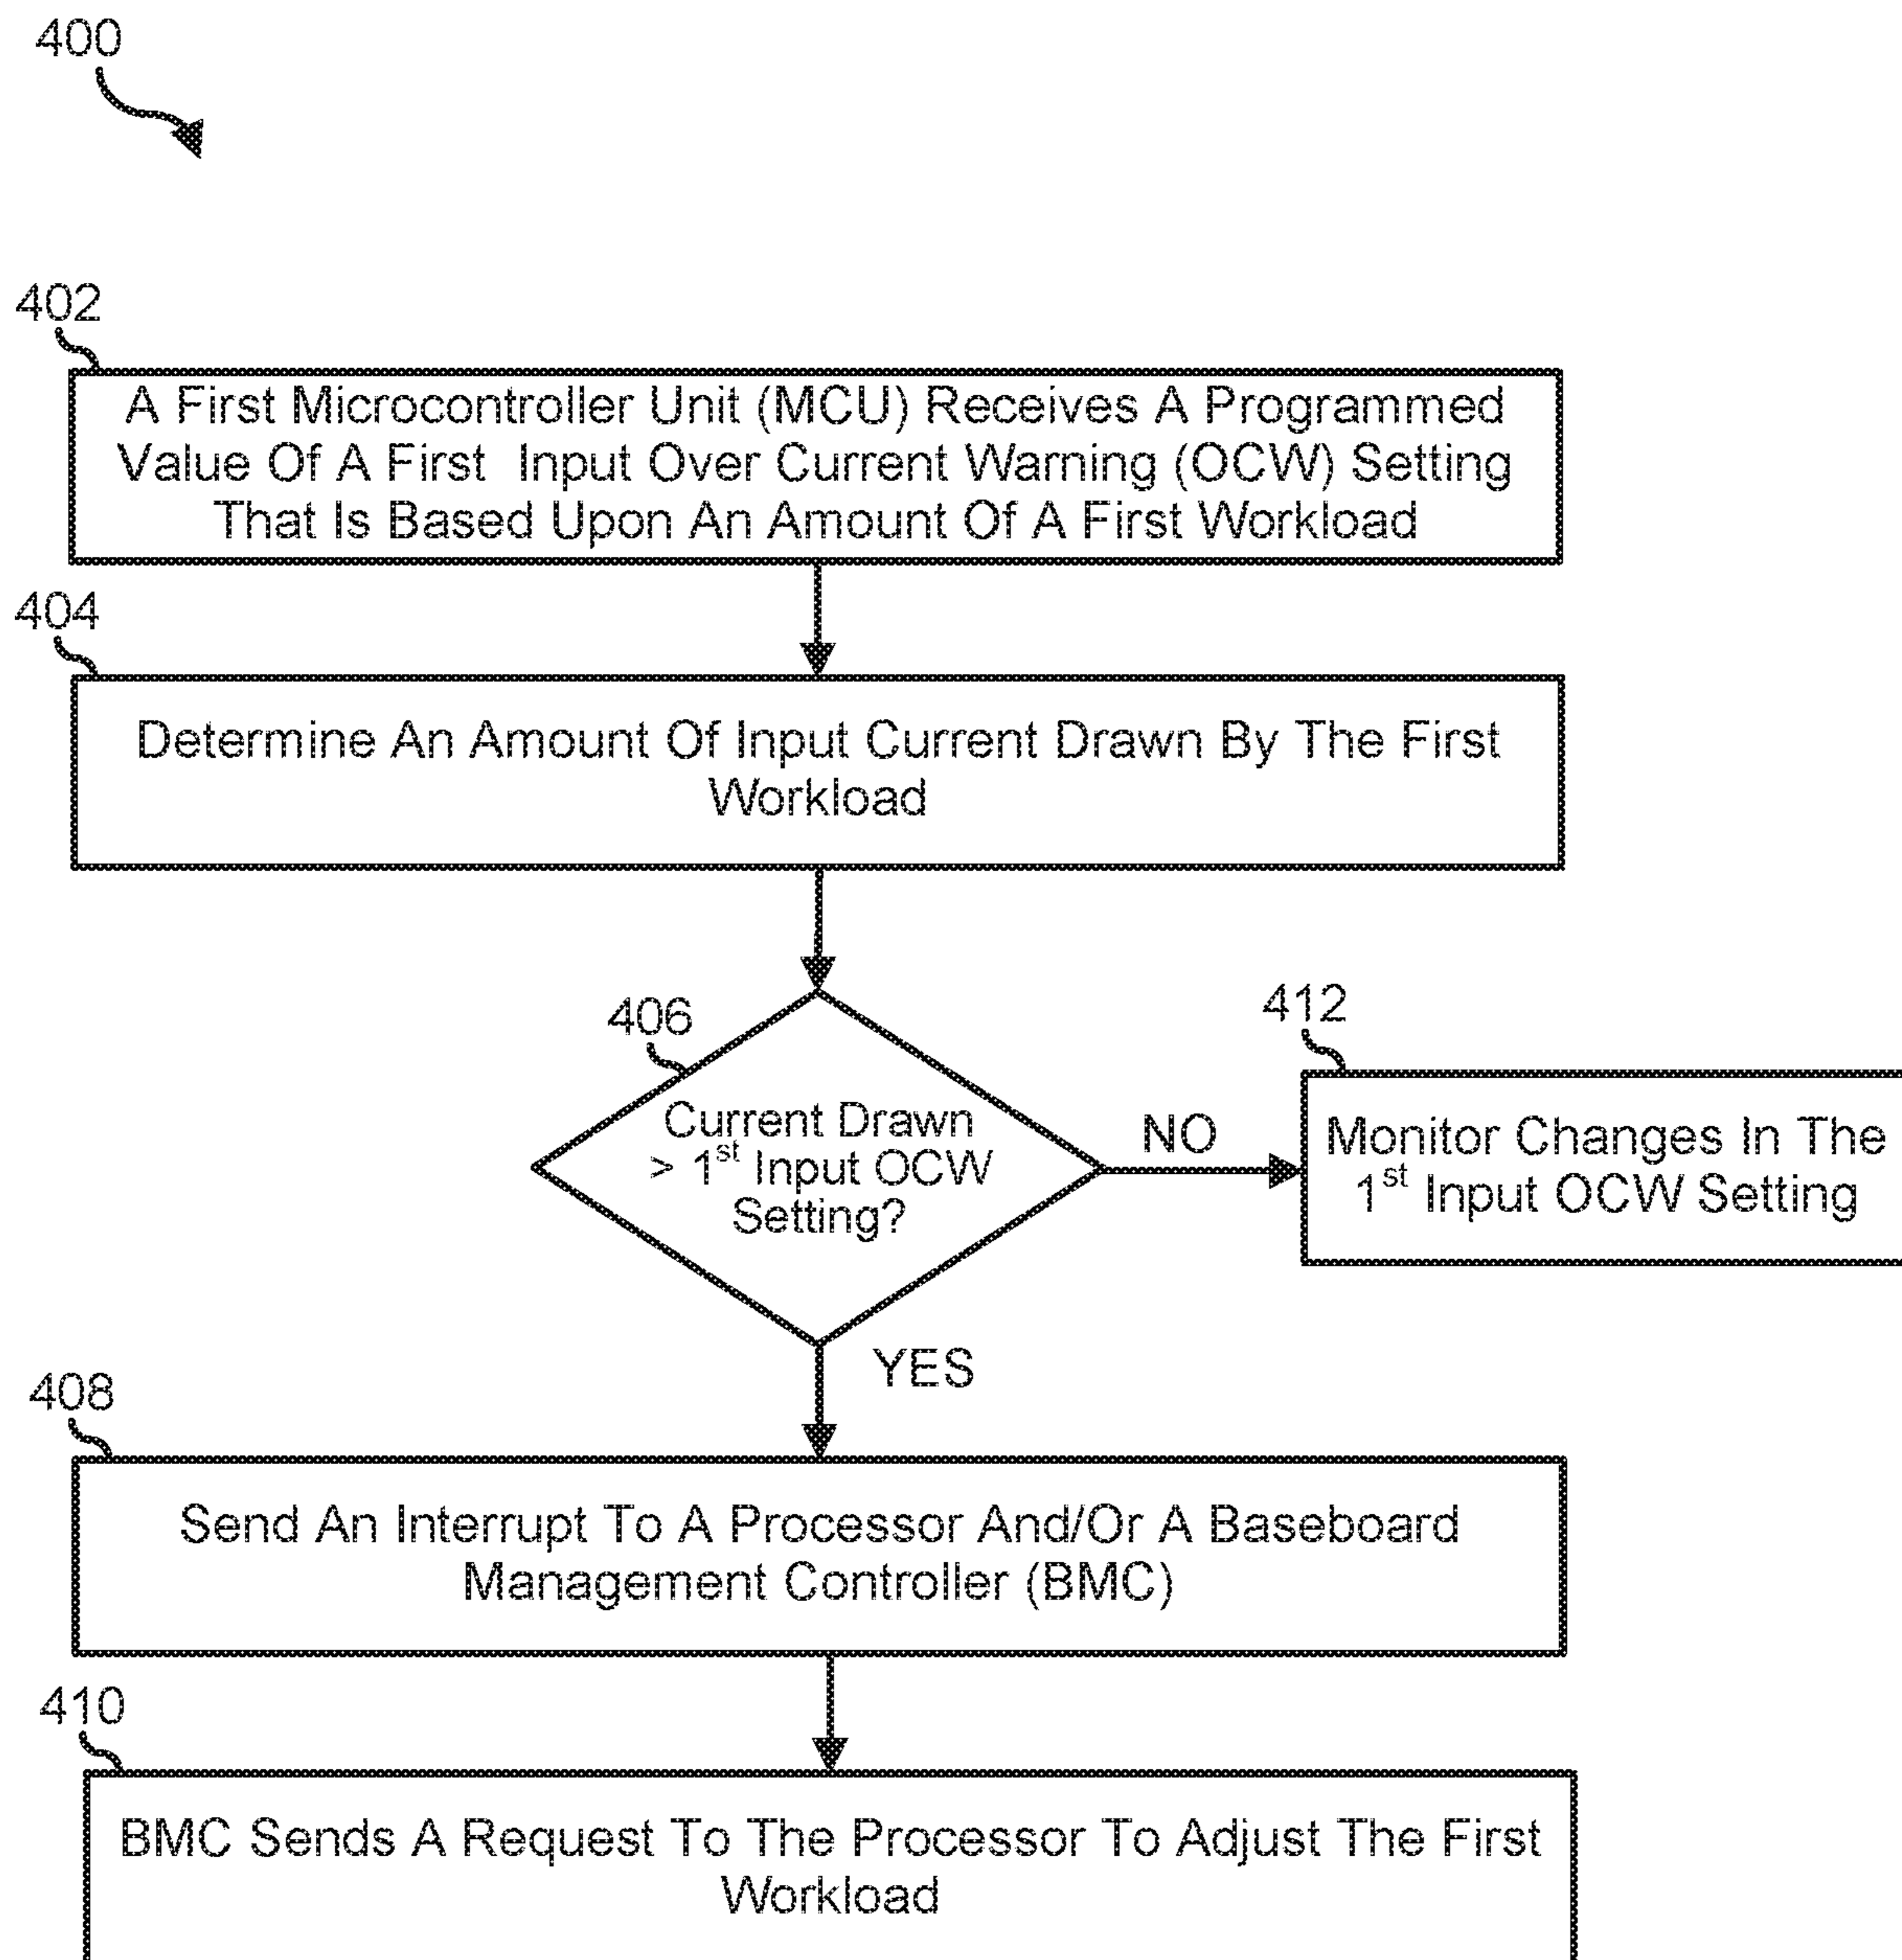 400
402
A First Microcontroller Unit (MCU) Receives A Programmed
Value Of A First Input Over Current Warning (OCW) Setting
That Is Based Upon An Amount Of A First Workload
404
Determine An Amount Of Input Current Drawn By The First
Workload
406
Current Drawn
> 1st Input OCW
Setting?
NO
412
Monitor Changes In The
1st Input OCW Setting
YES
408
Send An Interrupt To A Processor And/Or A Baseboard
Management Controller (BMC)
410
BMC Sends A Request To The Processor To Adjust The First
Workload